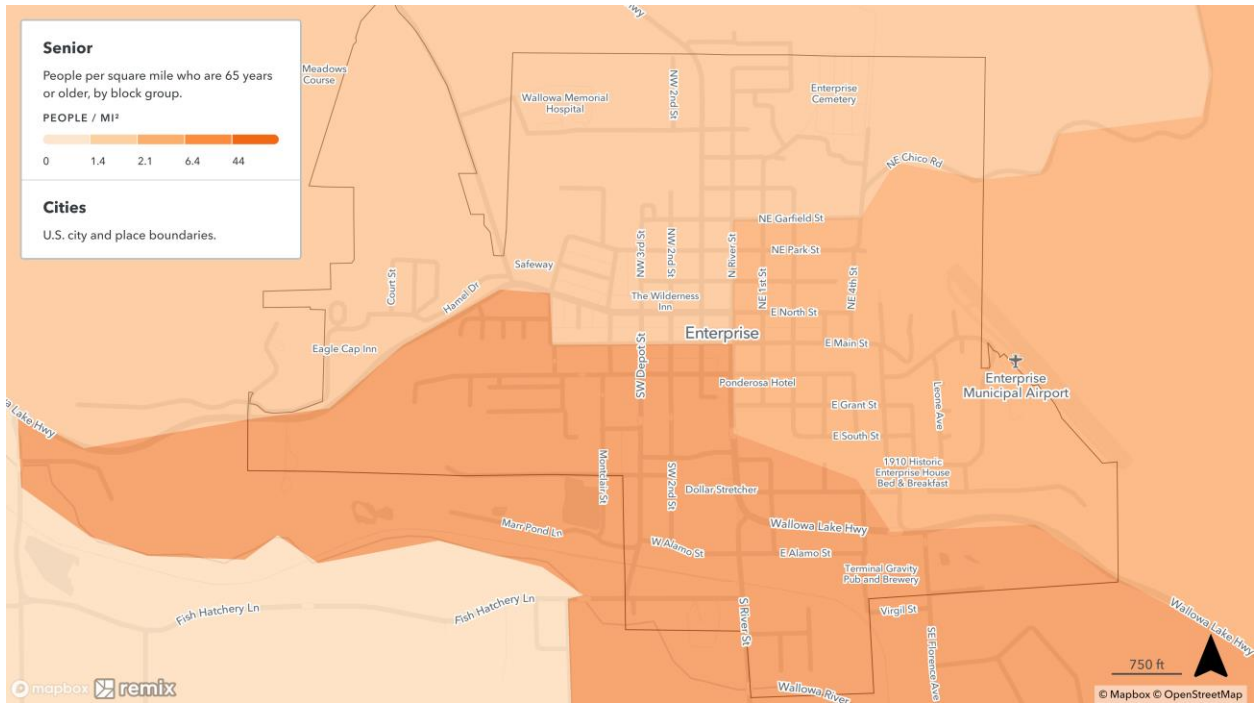 Senior
People per square mile who are 65 years
or older, by block group.
PEOPLE / MI²
0 1.4 2.1 6.4 44
Cities
U.S. city and place boundaries.
Hwy
Meadows
Course
Wallowa Memorial
Hospital
NW 2nd St
Enterprise
Cemetery
NE Chico Rd
NE Garfield St
NW 3rd St
NW 2nd St
N River St
NE Park St
Safeway
Court St
Hamel Dr
The Wilderness
Inn
NE 1st St
NE 4th St
E North St
Enterprise
E Main St
Eagle Cap Inn
SW Depot St
Ponderosa Hotel
Leone Ave
Enterprise
Municipal Airport
E Grant St
wa Lake Hwy
E South St
Montclair St
SW 2nd St
1910 Historic
Enterprise House
Bed & Breakfast
Dollar Stretcher
Marr Pond Ln
Wallowa Lake Hwy
W Alamo St
E Alamo St
Terminal Gravity
Pub and Brewery
Fish Hatchery Ln
Fish Hatchery Ln
S River St
Virgil St
SE Florence Ave
Wallowa Lake Hwy
750 ft
Wallowa River
mapbox remix
© Mapbox © OpenStreetMap